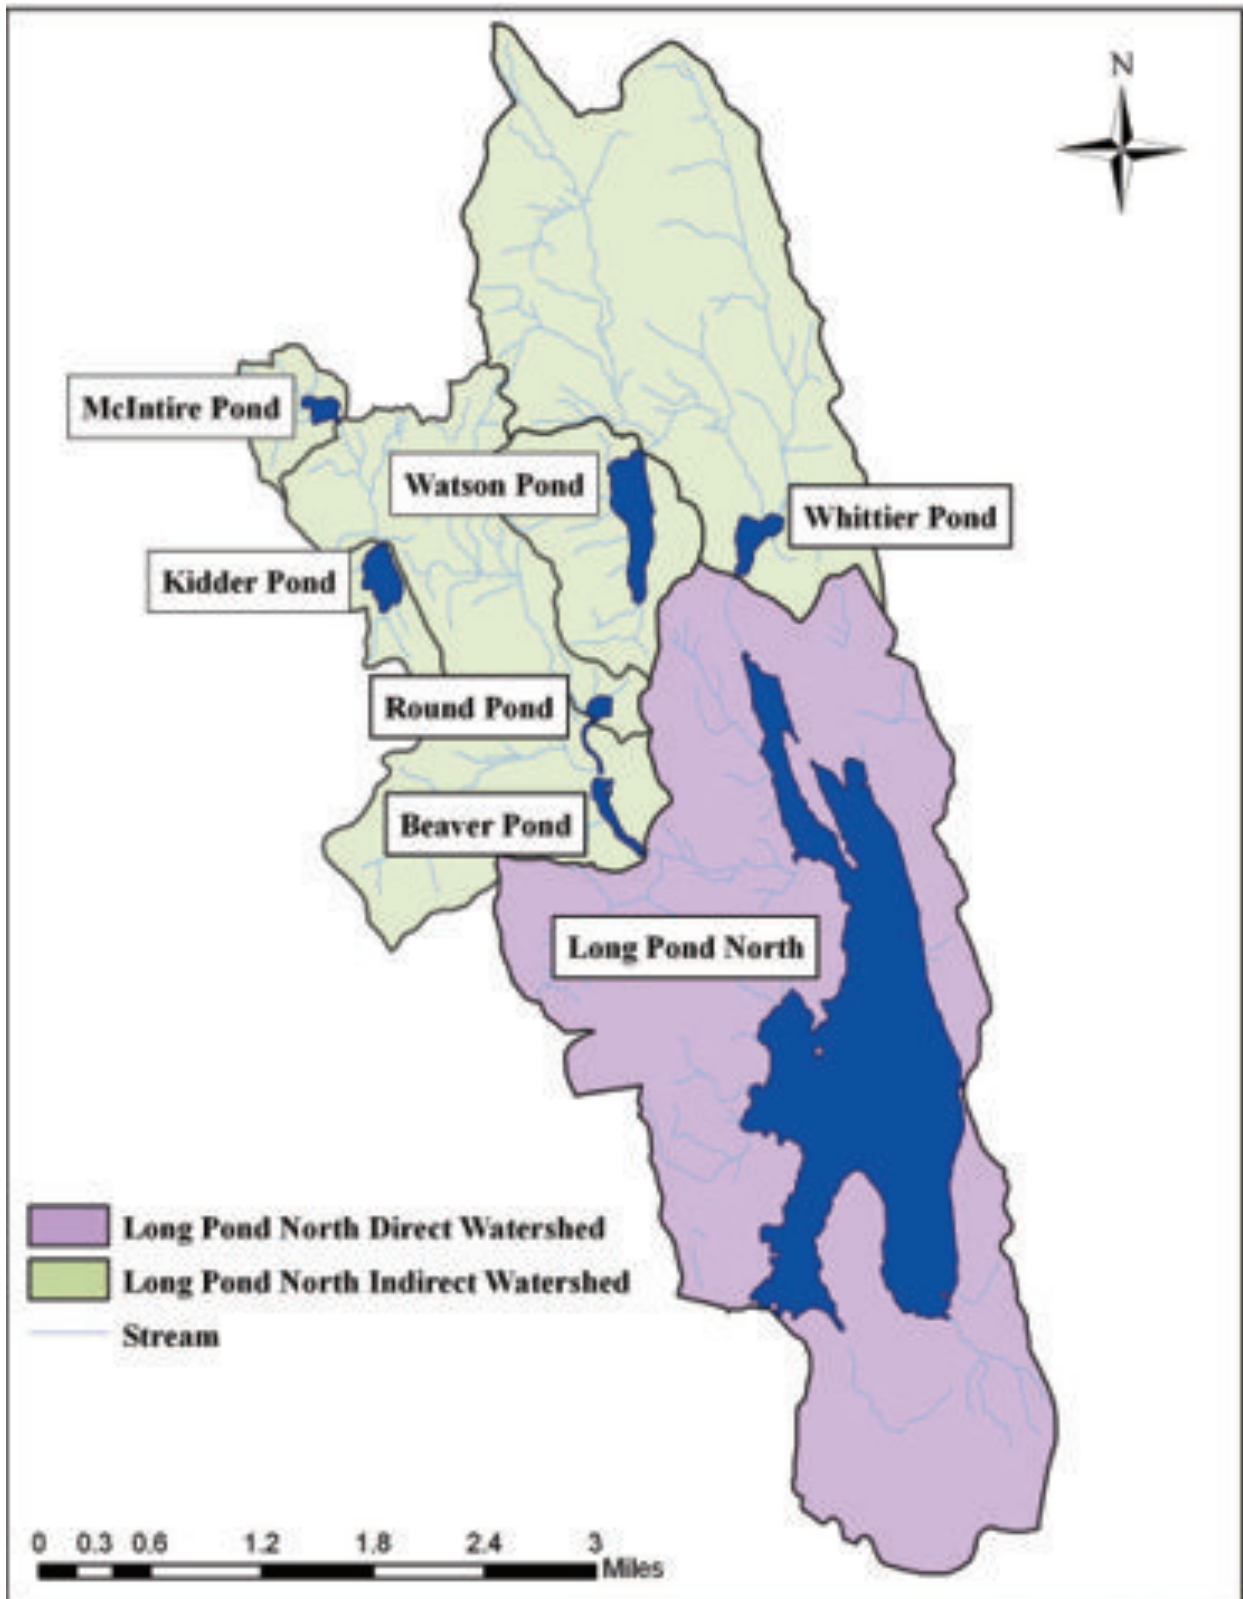 N
McIntire Pond
Watson Pond
Whittier Pond
Kidder Pond
Round Pond
Beaver Pond
Long Pond North
Long Pond North Direct Watershed
Long Pond North Indirect Watershed
Stream
0 0.3 0.6 1.2 1.8 2.4 3
Miles